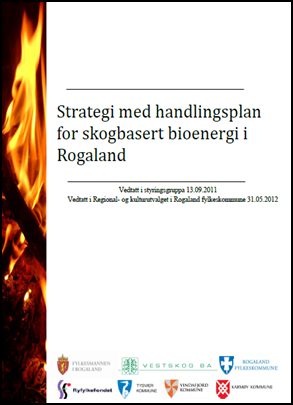 Strategi med handlingsplan
for skogbasert bioenergi i
Rogaland
Vedtatt i styringsgruppa 13.09.2011
Vedtatt i Regional- og kulturutvalget i Rogaland fylkeskommune 31.05.2012
FYLKESMANNEN
I ROGALAND
VESTSKOG BA
ROGALAND
FYLKESKOMMUNE
ryfylkefondet
TYSVÆR
KOMMUNE
VINDAFJORD
KOMMUNE
KARMØY KOMMUNE